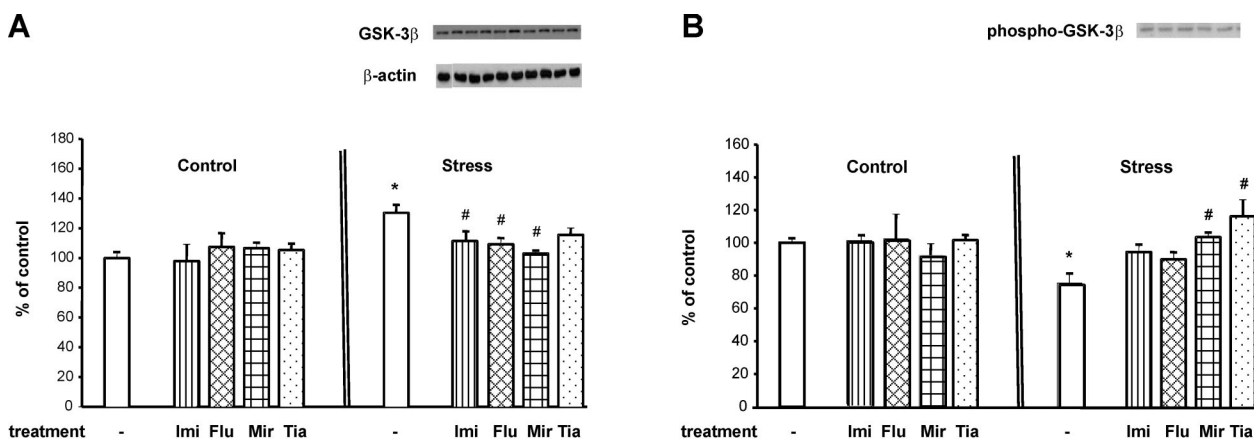 A
GSK-3β
β-actin
% of control
180
160
140
120
100
80
60
40
20
0
Control
Stress
*
#
#
#
treatment - Imi Flu Mir Tia - Imi Flu Mir Tia
B
phospho-GSK-3β
% of control
160
140
120
100
80
60
40
20
0
Control
Stress
*
#
#
treatment - Imi Flu Mir Tia - Imi Flu Mir Tia